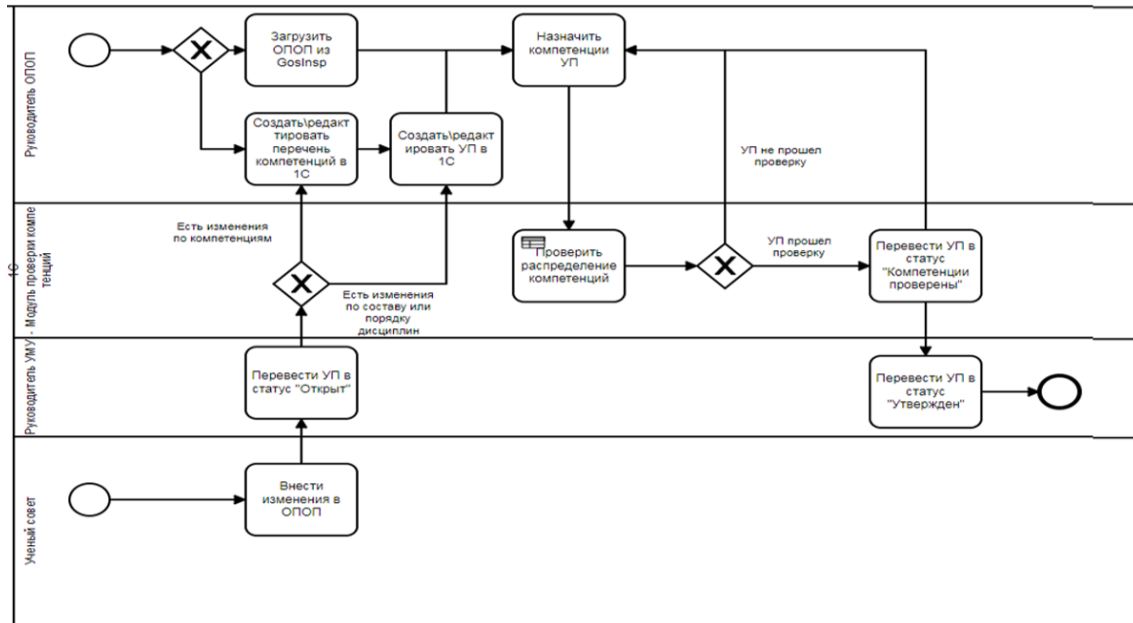 Руководитель ОПОП
Загрузить
ОПОП из
GosInsp
Назначить
компетенции
УП
Создать\редак
тировать
перечень
компетенций в
1С
Создать\редакт
ировать УП в
1С
УП не прошел
проверку
1С
- Модуль проверки компе
тенций
Есть изменения
по компетенциям
Есть изменения
по составу или
порядку
дисциплин
Проверить
распределение
компетенций
УП прошел
проверку
Перевести УП в
статус
"Компетенции
проверены"
Руководитель УМУ
Перевести УП в
статус "Открыт"
Перевести УП в
статус
"Утвержден"
Ученый совет
Внести
изменения в
ОПОП